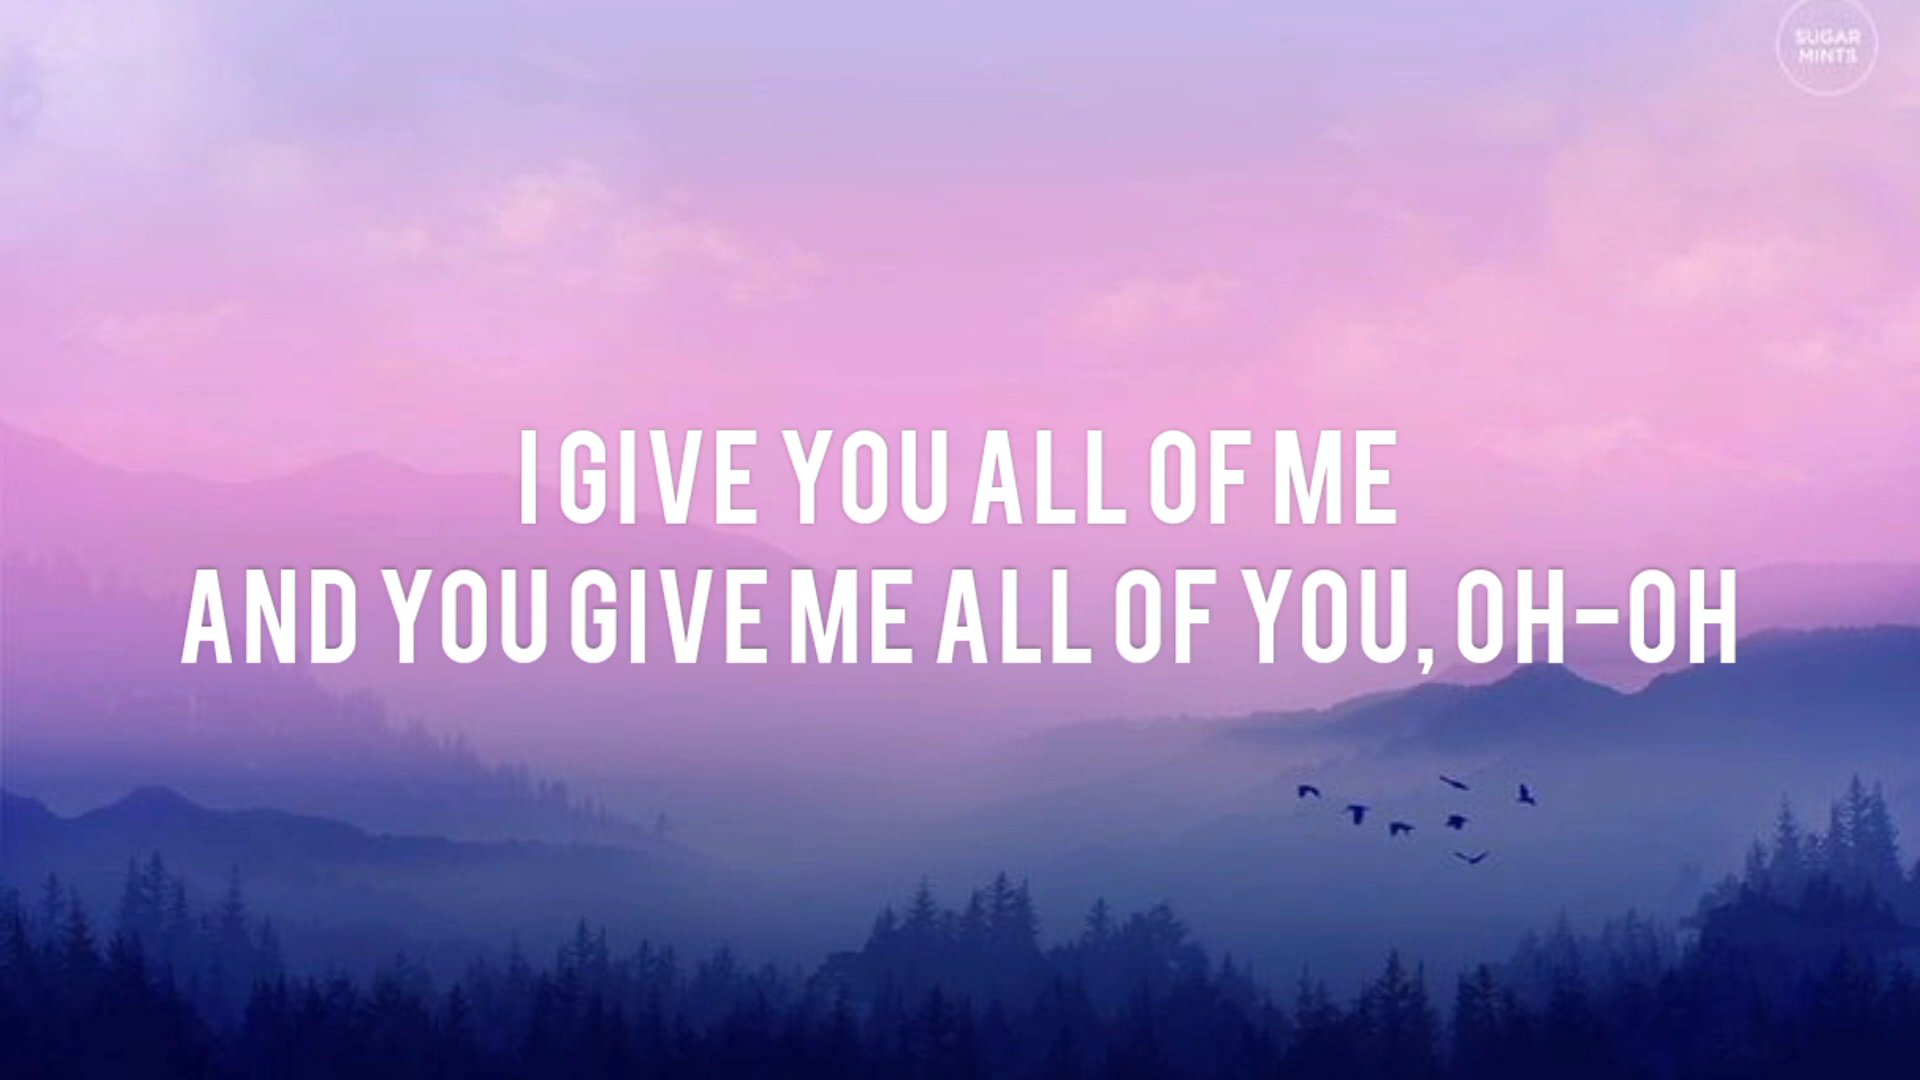 SUGAR
MINTS
I GIVE YOU ALL OF ME
AND YOU GIVE ME ALL OF YOU, OH-OH